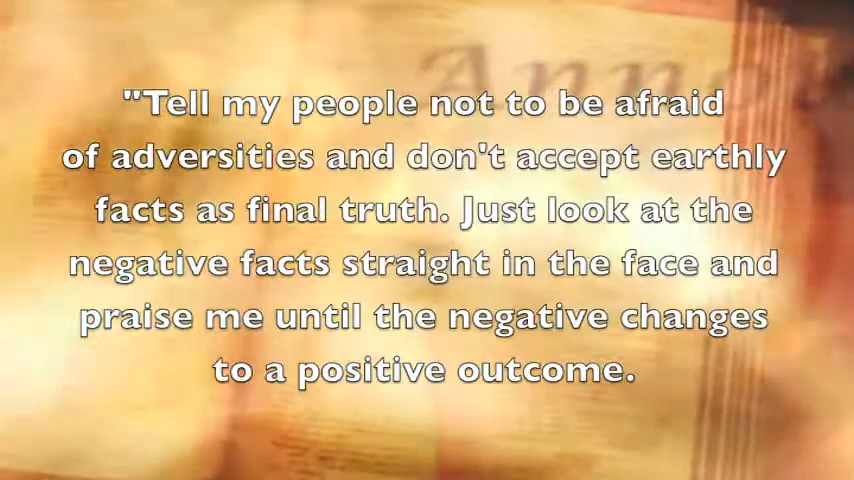 "Tell my people not to be afraid
of adversities and don't accept earthly
facts as final truth. Just look at the
negative facts straight in the face and
praise me until the negative changes
to a positive outcome.